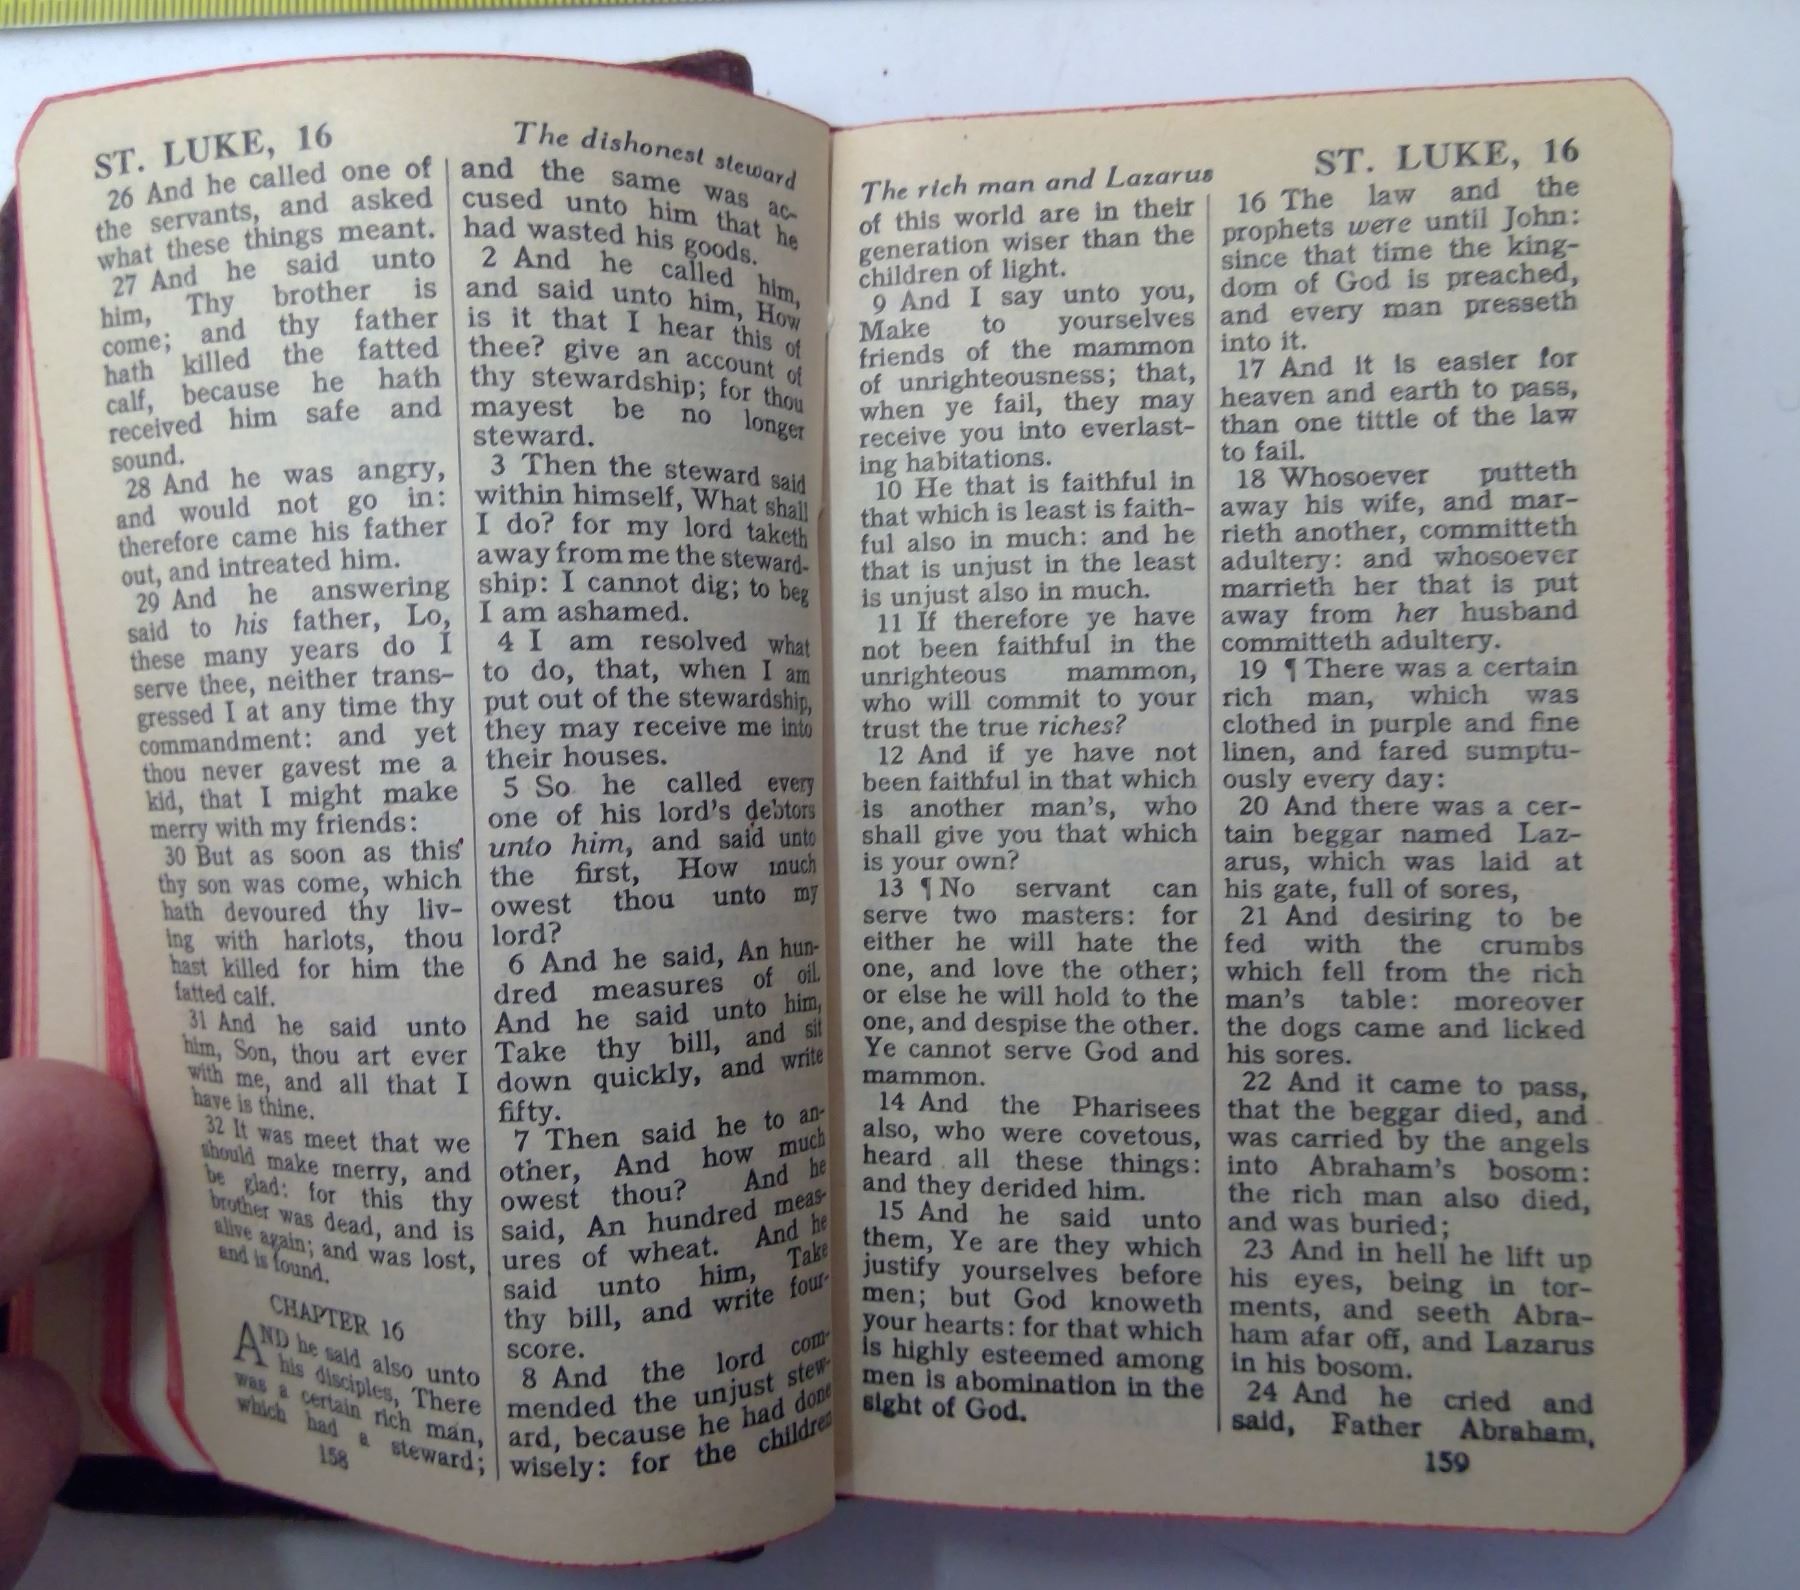 ST. LUKE, 16
The dishonest steward
26 And he called one of
the servants, and asked
what these things meant.
27 And he said unto
him, Thy brother is
come; and thy father
hath killed the fatted
calf, because he hath
received him safe and
sound.
28 And he was angry,
and would not go in:
therefore came his father
out, and intreated him.
29 And he answering
said to his father, Lo,
these many years do I
serve thee, neither trans-
gressed I at any time thy
commandment: and yet
thou never gavest me a
kid, that I might make
merry with my friends:
30 But as soon as this
thy son was come, which
hath devoured thy liv-
ing with harlots, thou
hast killed for him the
fatted calf.
31 And he said unto
him, Son, thou art ever
with me, and all that I
have is thine.
32 It was meet that we
should make merry, and
be glad: for this thy
brother was dead, and is
alive again; and was lost,
and is found.
CHAPTER 16
AND he said also unto
his disciples, There
was a certain rich man,
which had a steward;
158
and the same was ac-
cused unto him that he
had wasted his goods.
2 And he called him,
and said unto him, How
is it that I hear this of
thee? give an account of
thy stewardship; for thou
mayest be no longer
steward.
3 Then the steward said
within himself, What shall
I do? for my lord taketh
away from me the steward-
ship: I cannot dig; to beg
I am ashamed.
4 I am resolved what
to do, that, when I am
put out of the stewardship,
they may receive me into
their houses.
5 So he called every
one of his lord's debtors
unto him, and said unto
the first, How much
owest thou unto my
lord?
6 And he said, An hun-
dred measures of oil.
And he said unto him,
Take thy bill, and sit
down quickly, and write
fifty.
7 Then said he to an-
other, And how much
owest thou? And he
said, An hundred meas-
ures of wheat. And he
said unto him, Take
thy bill, and write four-
score.
8 And the lord com-
mended the unjust stew-
ard, because he had done
wisely: for the children
The rich man and Lazarus
ST. LUKE, 16
of this world are in their
generation wiser than the
children of light.
9 And I say unto you,
Make to yourselves
friends of the mammon
of unrighteousness; that,
when ye fail, they may
receive you into everlast-
ing habitations.
10 He that is faithful in
that which is least is faith-
ful also in much: and he
that is unjust in the least
is unjust also in much.
11 If therefore ye have
not been faithful in the
unrighteous mammon,
who will commit to your
trust the true riches?
12 And if ye have not
been faithful in that which
is another man's, who
shall give you that which
is your own?
13 ¶ No servant can
serve two masters: for
either he will hate the
one, and love the other;
or else he will hold to the
one, and despise the other.
Ye cannot serve God and
mammon.
14 And the Pharisees
also, who were covetous,
heard all these things:
and they derided him.
15 And he said unto
them, Ye are they which
justify yourselves before
men; but God knoweth
your hearts: for that which
is highly esteemed among
men is abomination in the
sight of God.
16 The law and the
prophets were until John:
since that time the king-
dom of God is preached,
and every man presseth
into it.
17 And it is easier for
heaven and earth to pass,
than one tittle of the law
to fail.
18 Whosoever putteth
away his wife, and mar-
rieth another, committeth
adultery: and whosoever
marrieth her that is put
away from her husband
committeth adultery.
19 ¶ There was a certain
rich man, which was
clothed in purple and fine
linen, and fared sumptu-
ously every day:
20 And there was a cer-
tain beggar named Laz-
arus, which was laid at
his gate, full of sores,
21 And desiring to be
fed with the crumbs
which fell from the rich
man's table: moreover
the dogs came and licked
his sores.
22 And it came to pass,
that the beggar died, and
was carried by the angels
into Abraham's bosom:
the rich man also died,
and was buried;
23 And in hell he lift up
his eyes, being in tor-
ments, and seeth Abra-
ham afar off, and Lazarus
in his bosom.
24 And he cried and
said, Father Abraham,
159